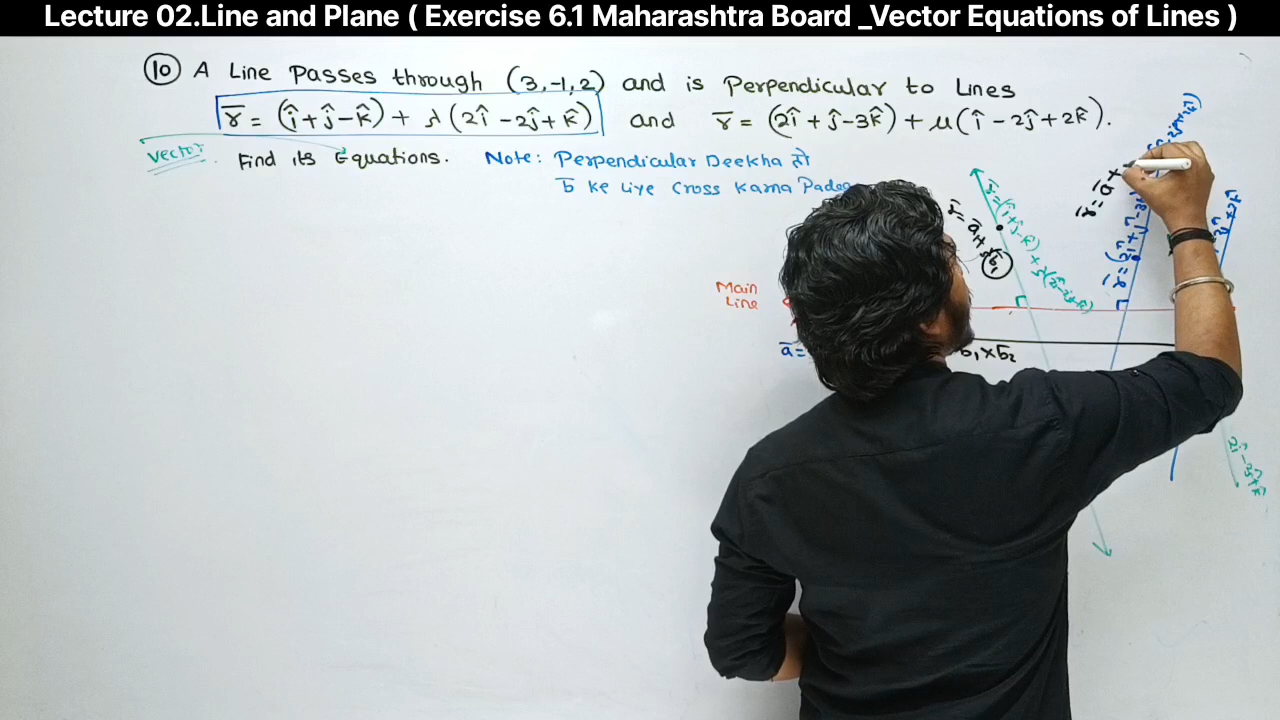 Lecture 02.Line and Plane ( Exercise 6.1 Maharashtra Board _Vector Equations of Lines )
(10) A Line Passes through (3,-1,2) and is Perpendicular to Lines
r̄ = (î+ĵ-k̂) + λ(2î-2ĵ+k̂) and r̄ = (2î+ĵ-3k̂) + μ(î-2ĵ+2k̂).
Vector Find its Equations. Note: Perpendicular Deekha तो
b̄ ke liye Cross Karna
r̄ = ā + 
r̄ = (î+ĵ-k̂) + λ(2î-2ĵ+k̂)
r̄ = ā +
Main
Line
ā =
b̄₁×b̄₂